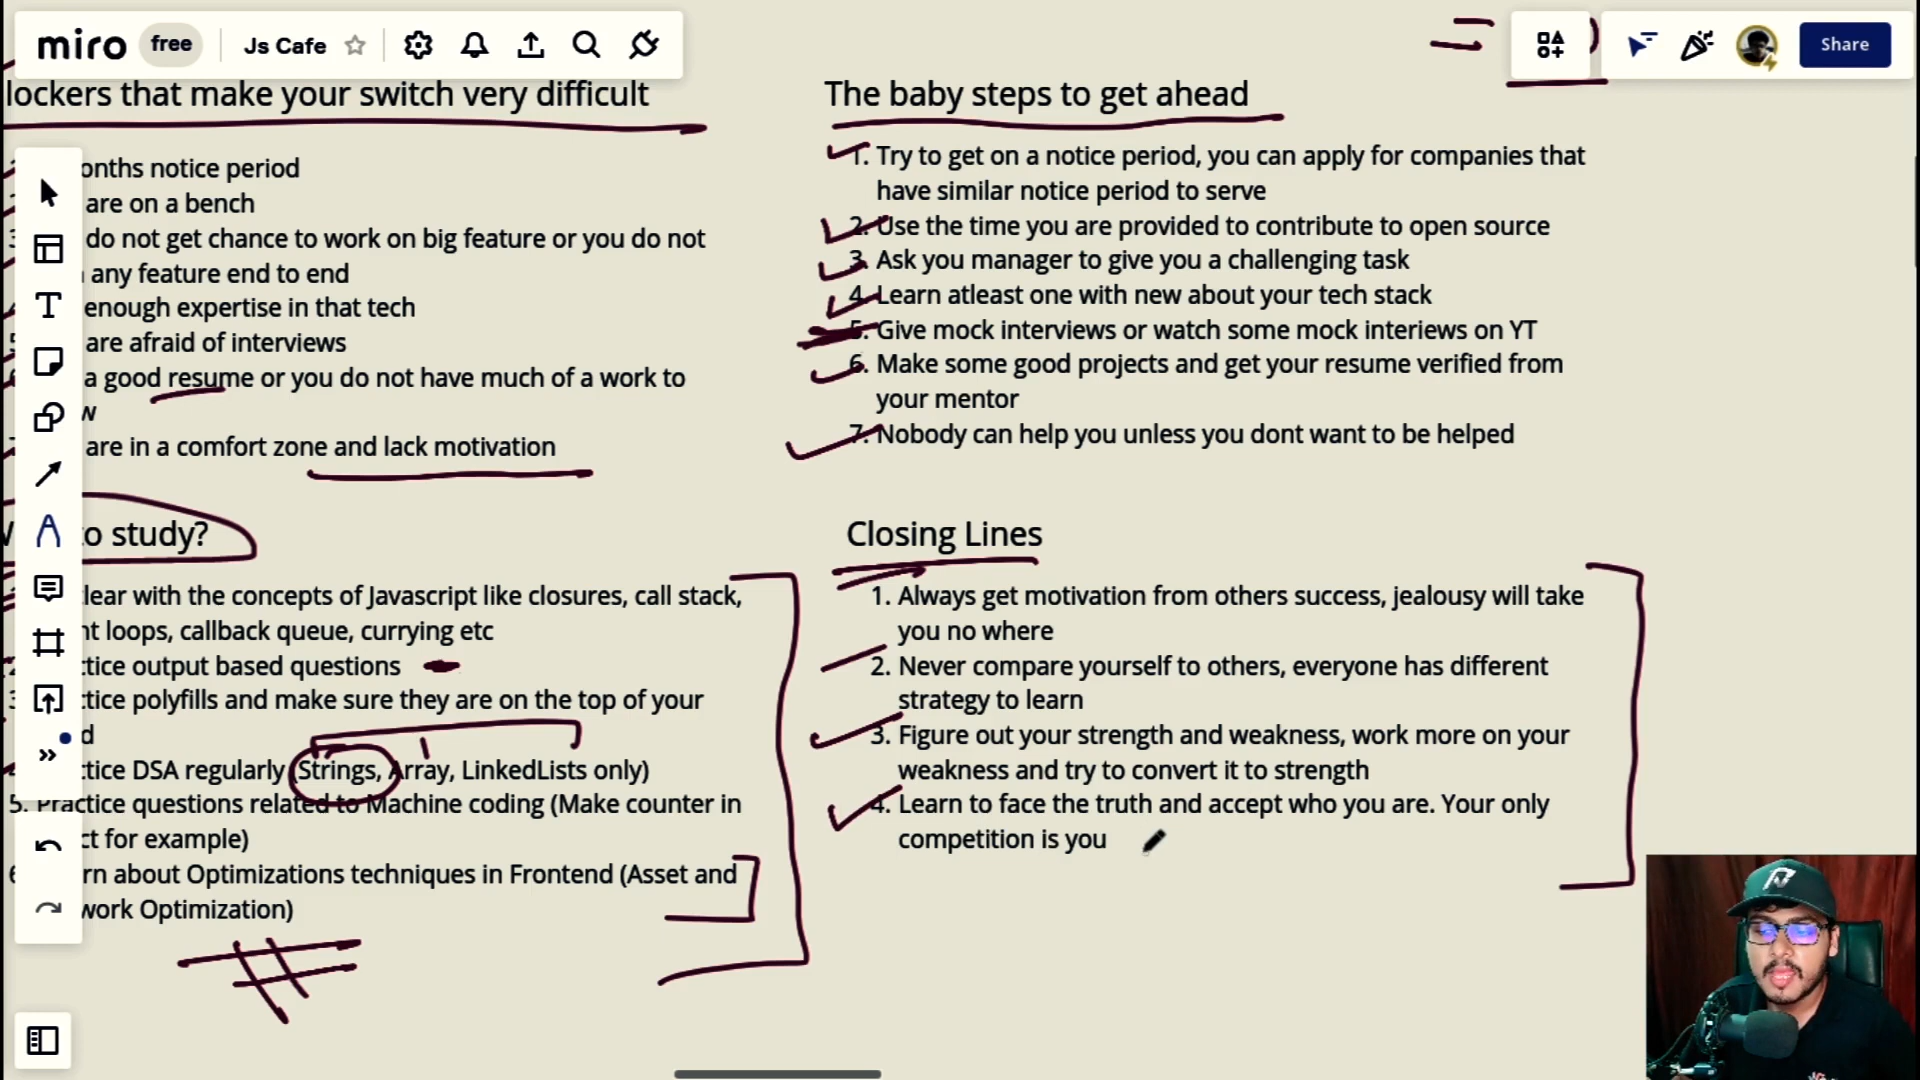 miro free Js Cafe
Share
lockers that make your switch very difficult
onths notice period
are on a bench
do not get chance to work on big feature or you do not
any feature end to end
enough expertise in that tech
are afraid of interviews
a good resume or you do not have much of a work to
w
are in a comfort zone and lack motivation
The baby steps to get ahead
1. Try to get on a notice period, you can apply for companies that
have similar notice period to serve
2. Use the time you are provided to contribute to open source
3. Ask you manager to give you a challenging task
4. Learn atleast one with new about your tech stack
5. Give mock interviews or watch some mock interiews on YT
6. Make some good projects and get your resume verified from
your mentor
7. Nobody can help you unless you dont want to be helped
to study?
lear with the concepts of Javascript like closures, call stack,
nt loops, callback queue, currying etc
ctice output based questions
ctice polyfills and make sure they are on the top of your
d
ctice DSA regularly (Strings, Array, LinkedLists only)
5. Practice questions related to Machine coding (Make counter in
ct for example)
rn about Optimizations techniques in Frontend (Asset and
work Optimization)
Closing Lines
1. Always get motivation from others success, jealousy will take
you no where
2. Never compare yourself to others, everyone has different
strategy to learn
3. Figure out your strength and weakness, work more on your
weakness and try to convert it to strength
4. Learn to face the truth and accept who you are. Your only
competition is you